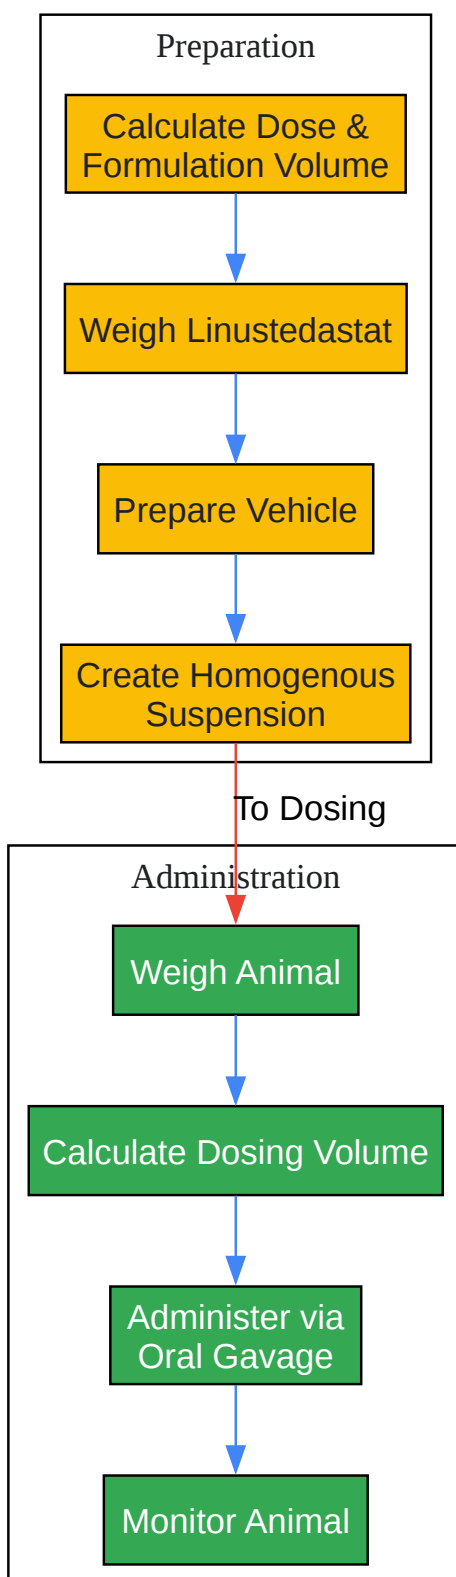 Preparation
Calculate Dose &
Formulation Volume
Weigh Linustedastat
Prepare Vehicle
Create Homogenous
Suspension
To Dosing
Administration
Weigh Animal
Calculate Dosing Volume
Administer via
Oral Gavage
Monitor Animal